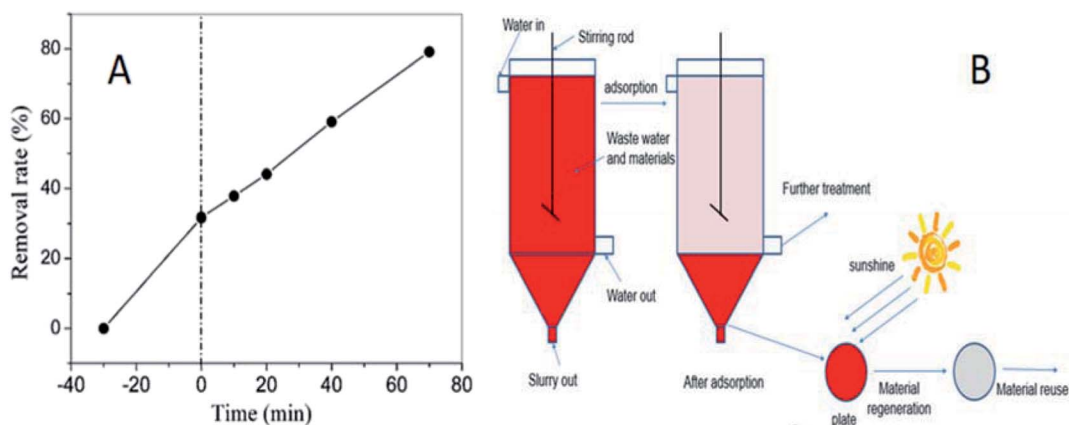 A
Removal rate (%)
80
60
40
20
0
-40
-20
0
20
40
60
80
Time (min)
B
Water in
Stirring rod
adsorption
Waste water
and materials
Further treatment
sunshine
Water out
Slurry out
After adsorption
plate
Material
regeneration
Material reuse